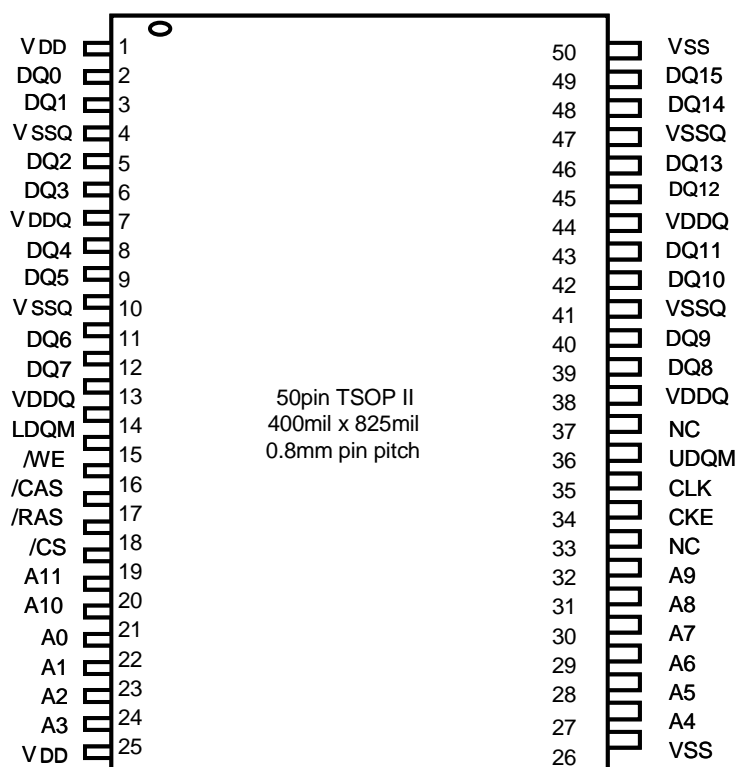 VDD 1 50 VSS
DQ0 2 49 DQ15
DQ1 3 48 DQ14
VSSQ 4 47 VSSQ
DQ2 5 46 DQ13
DQ3 6 45 DQ12
VDDQ 7 44 VDDQ
DQ4 8 43 DQ11
DQ5 9 42 DQ10
VSSQ 10 41 VSSQ
DQ6 11 40 DQ9
DQ7 12 39 DQ8
VDDQ 13 38 VDDQ
LDQM 14 37 NC
/WE 15 36 UDQM
/CAS 16 35 CLK
/RAS 17 34 CKE
/CS 18 33 NC
A11 19 32 A9
A10 20 31 A8
A0 21 30 A7
A1 22 29 A6
A2 23 28 A5
A3 24 27 A4
VDD 25 26 VSS
50pin TSOP II
400mil x 825mil
0.8mm pin pitch